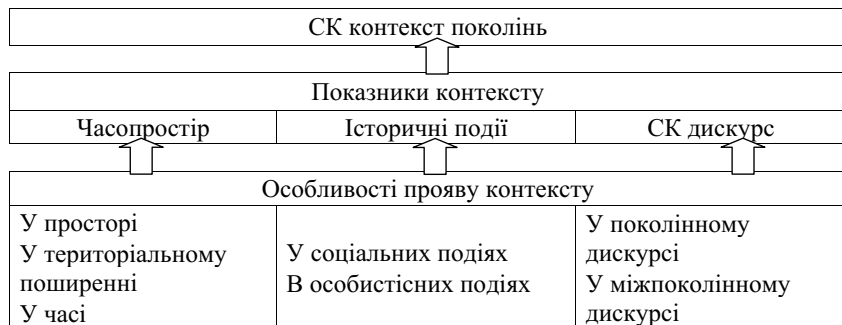 СК контекст поколінь
Показники контексту
Часопростір
Історичні події
СК дискурс
Особливості прояву контексту
У просторі
У територіальному
поширенні
У часі
У соціальних подіях
В особистісних подіях
У поколінному
дискурсі
У міжпоколінному
дискурсі